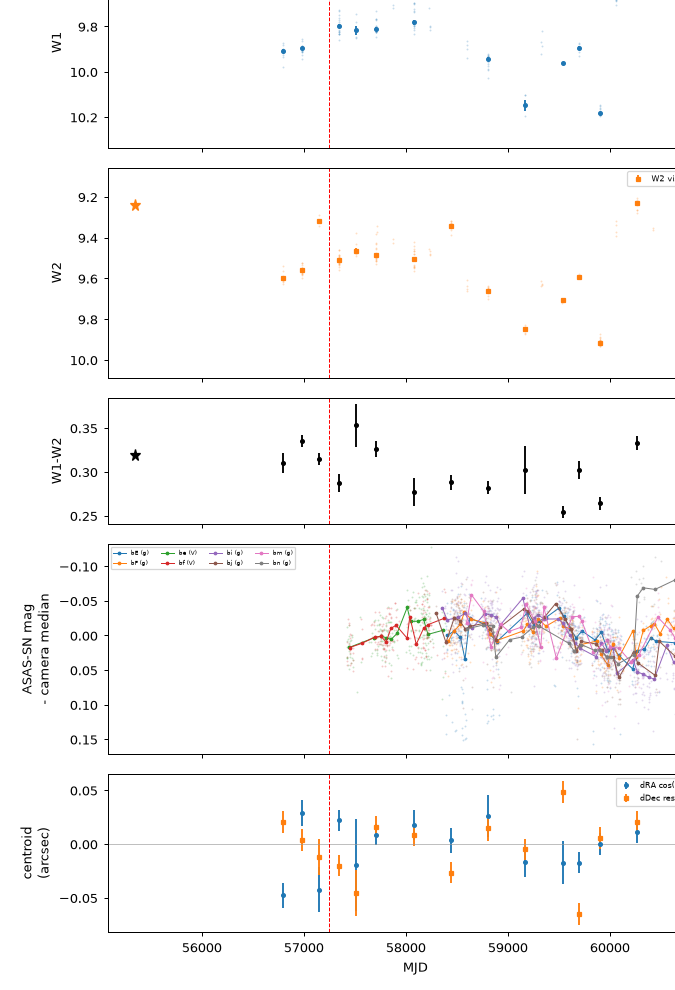 W1
9.8
10.0
10.2
W2
9.2
9.4
9.6
9.8
10.0
W2 vi
W1-W2
0.35
0.30
0.25
ASAS-SN mag
- camera median
−0.10
−0.05
0.00
0.05
0.10
0.15
bE (g) be (V) bi (g) bm (g)
bF (g) bf (V) bj (g) bn (g)
centroid
(arcsec)
0.05
0.00
−0.05
dRA cos(
dDec res
56000 57000 58000 59000 60000
MJD